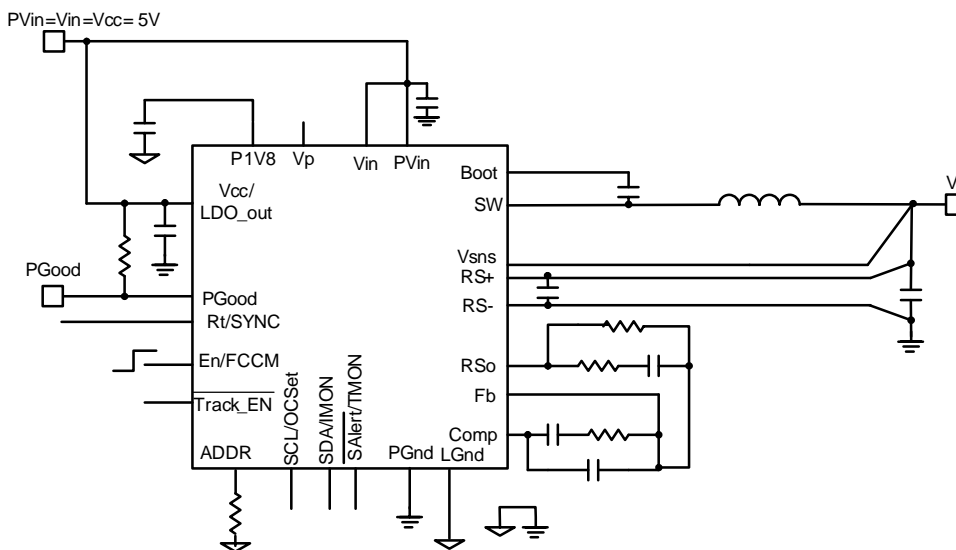 PVin=Vin=Vcc= 5V
P1V8
Vp
Vin
PVin
Boot
Vcc/
LDO_out
SW
V
Vsns
RS+
PGood
PGood
RS-
Rt/SYNC
En/FCCM
RSo
Fb
Track_EN
Comp
ADDR
SCL/OCSet
SDA/IMON
SAlert/TMON
PGnd
LGnd